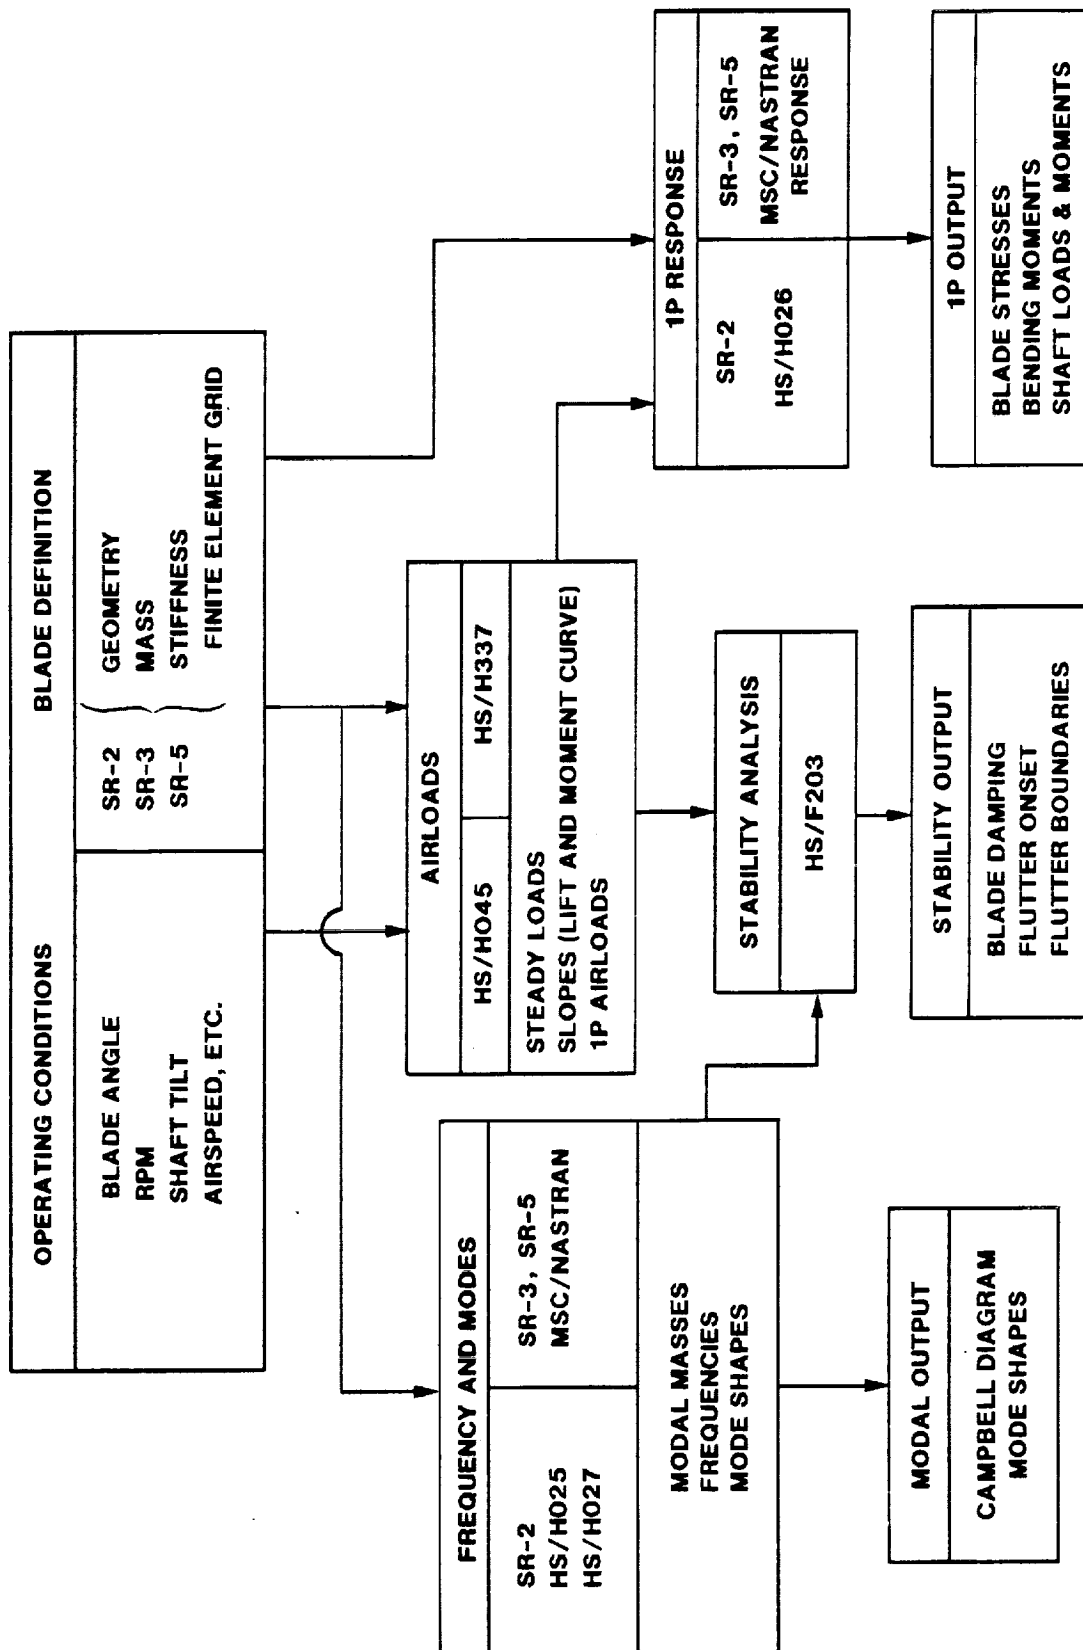 OPERATING CONDITIONS
BLADE DEFINITION
BLADE ANGLE
RPM
SHAFT TILT
AIRSPEED, ETC.
SR-2
SR-3
SR-5
GEOMETRY
MASS
STIFFNESS
FINITE ELEMENT GRID
FREQUENCY AND MODES
SR-2
HS/HO25
HS/HO27
SR-3, SR-5
MSC/NASTRAN
MODAL MASSES
FREQUENCIES
MODE SHAPES
AIRLOADS
HS/HO45
HS/H337
STEADY LOADS
SLOPES (LIFT AND MOMENT CURVE)
1P AIRLOADS
1P RESPONSE
SR-2
HS/HO26
SR-3, SR-5
MSC/NASTRAN
RESPONSE
STABILITY ANALYSIS
HS/F203
MODAL OUTPUT
CAMPBELL DIAGRAM
MODE SHAPES
STABILITY OUTPUT
BLADE DAMPING
FLUTTER ONSET
FLUTTER BOUNDARIES
1P OUTPUT
BLADE STRESSES
BENDING MOMENTS
SHAFT LOADS & MOMENTS